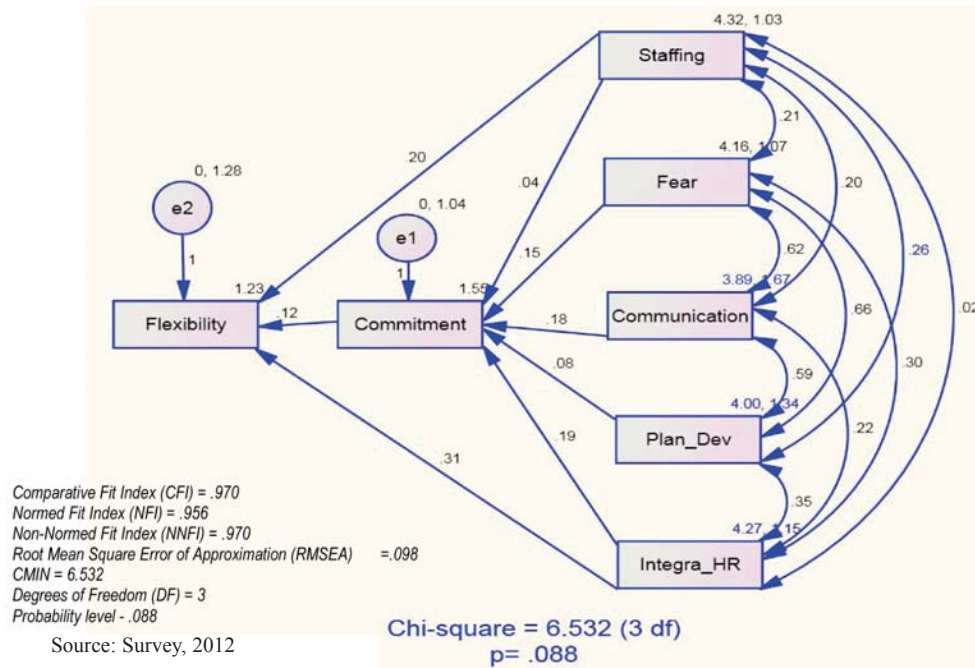 4.32, 1.03
Staffing
.21
4.16, 1.07
Fear
.20
.04
.20
0, 1.28
e2
0, 1.04
e1
.15
.62
.26
1
1
1.23
1.55
3.89, 1.67
.02
Flexibility
.12
Commitment
.18
Communication
.66
.08
.59
.30
4.00, 1.34
.22
Plan_Dev
.19
.31
.35
4.27, 1.15
Integra_HR
Comparative Fit Index (CFI) = .970
Normed Fit Index (NFI) = .956
Non-Normed Fit Index (NNFI) = .970
Root Mean Square Error of Approximation (RMSEA) =.098
CMIN = 6.532
Degrees of Freedom (DF) = 3
Probability level - .088
Source: Survey, 2012
Chi-square = 6.532 (3 df)
p= .088